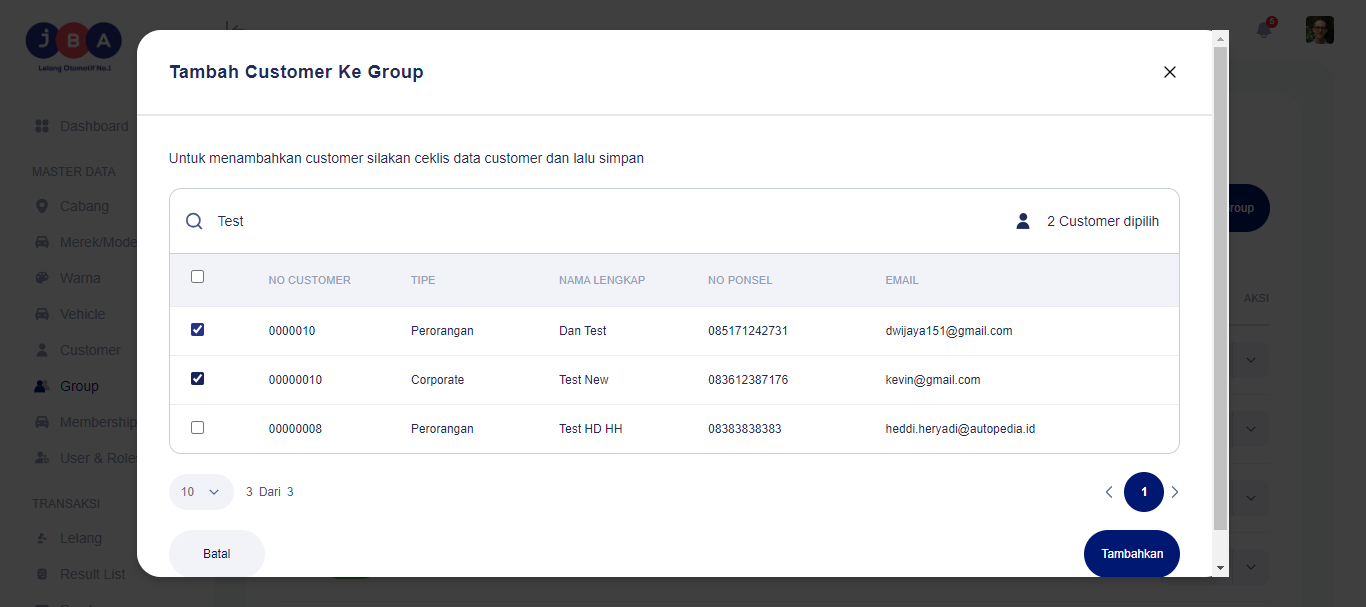 JBA
Lelang Otomotif No.1
6
Dashboard
MASTER DATA
Cabang
Merek/Mode
Warna
Vehicle
Customer
Group
Membership
User & Role
TRANSAKSI
Lelang
Result List
Tambah Customer Ke Group
Untuk menambahkan customer silakan ceklis data customer dan lalu simpan
Test 2 Customer dipilih
NO CUSTOMER TIPE NAMA LENGKAP NO PONSEL EMAIL
0000010 Perorangan Dan Test 085171242731 dwijaya151@gmail.com
00000010 Corporate Test New 083612387176 kevin@gmail.com
00000008 Perorangan Test HD HH 08383838383 heddi.heryadi@autopedia.id
10 3 Dari 3 1
Batal Tambahkan
roup
AKSI